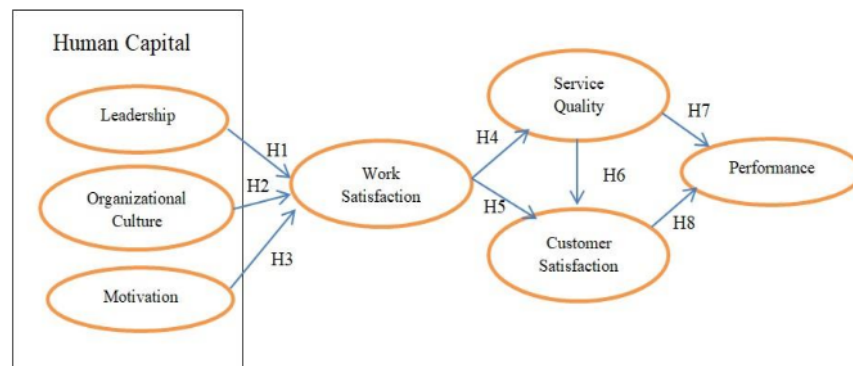 Human Capital
Leadership
Organizational
Culture
Motivation
H1
H2
H3
Work
Satisfaction
H4
H5
Service
Quality
H6
Customer
Satisfaction
H7
H8
Performance